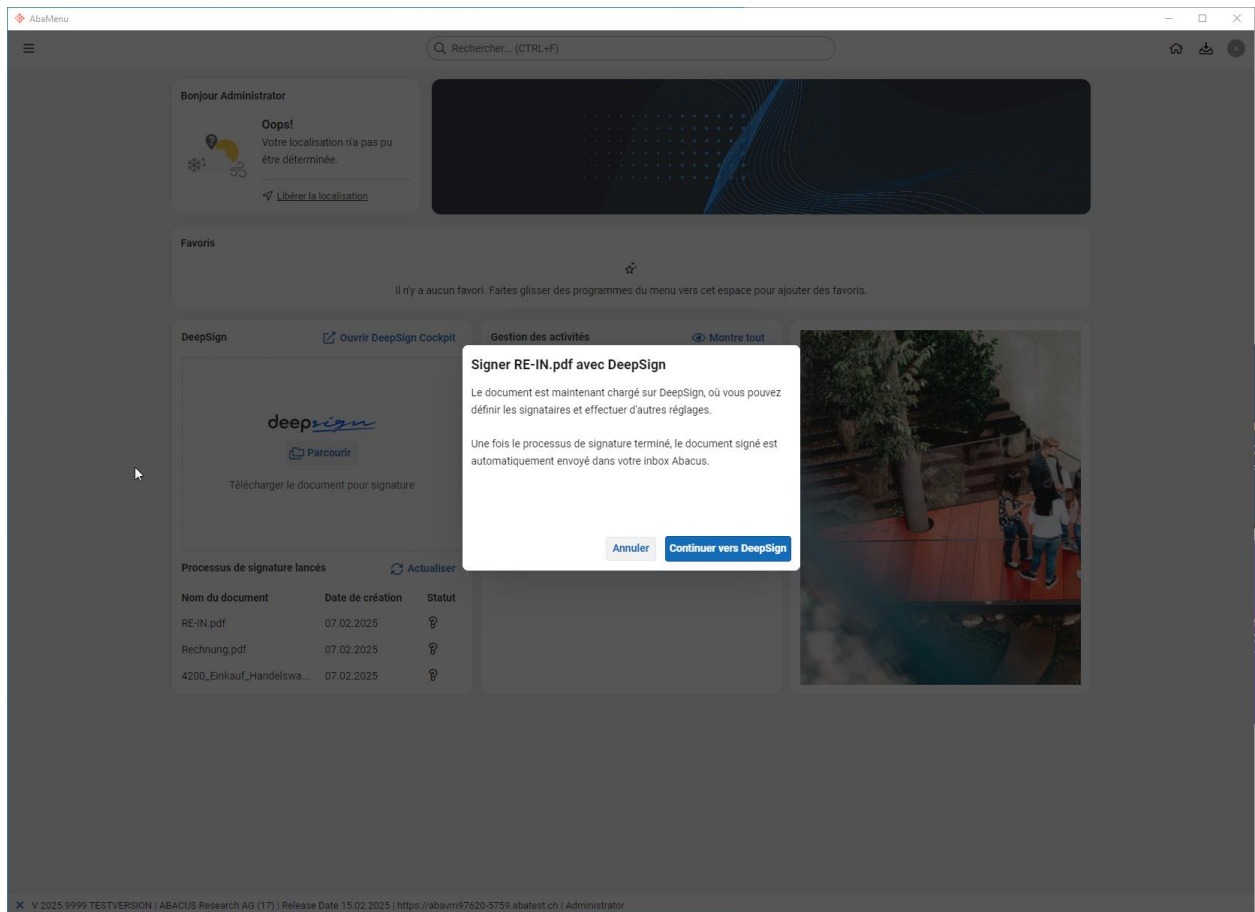 AbaMenu
Rechercher... (CTRL+F)
A
Bonjour Administrator
Oops!
Votre localisation n'a pas pu
être déterminée.
Libérer la localisation
Favoris
Il n'y a aucun favori. Faites glisser des programmes du menu vers cet espace pour ajouter des favoris.
DeepSign
Ouvrir DeepSign Cockpit
Gestion des activités
Montre tout
deepsign
Parcourir
Télécharger le document pour signature
Signer RE-IN.pdf avec DeepSign
Le document est maintenant chargé sur DeepSign, où vous pouvez
définir les signataires et effectuer d'autres réglages.
Une fois le processus de signature terminé, le document signé est
automatiquement envoyé dans votre inbox Abacus.
Annuler
Continuer vers DeepSign
Processus de signature lancés
Actualiser
Nom du document Date de création Statut
RE-IN.pdf 07.02.2025
Rechnung.pdf 07.02.2025
4200_Einkauf_Handelswa... 07.02.2025
V 2025.9999 TESTVERSION | ABACUS Research AG (17) | Release Date 15.02.2025 | https://abavm97620-5759.abatest.ch | Administrator